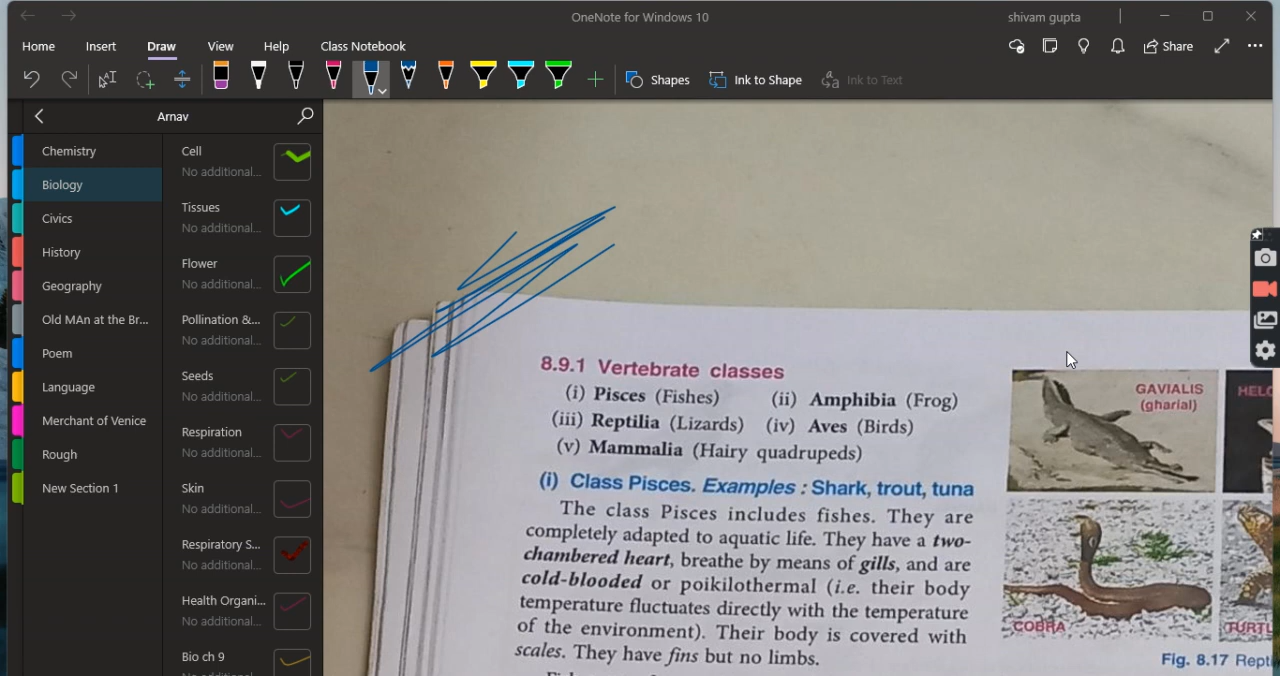 OneNote for Windows 10
shivam gupta
Home Insert Draw View Help Class Notebook
Share
Shapes Ink to Shape Ink to Text
Arnav
Chemistry
Biology
Civics
History
Geography
Old MAn at the Br...
Poem
Language
Merchant of Venice
Rough
New Section 1
Cell
No additional...
Tissues
No additional...
Flower
No additional...
Pollination &...
No additional...
Seeds
No additional...
Respiration
No additional...
Skin
No additional...
Respiratory S...
No additional...
Health Organi...
No additional...
Bio ch 9
No additional...
8.9.1 Vertebrate classes
(i) Pisces (Fishes) (ii) Amphibia (Frog)
(iii) Reptilia (Lizards) (iv) Aves (Birds)
(v) Mammalia (Hairy quadrupeds)
(i) Class Pisces. Examples : Shark, trout, tuna
The class Pisces includes fishes. They are
completely adapted to aquatic life. They have a two-
chambered heart, breathe by means of gills, and are
cold-blooded or poikilothermal (i.e. their body
temperature fluctuates directly with the temperature
of the environment). Their body is covered with
scales. They have fins but no limbs.
GAVIALIS
(gharial)
HELO
COBRA
TURTL
Fig. 8.17 Repti